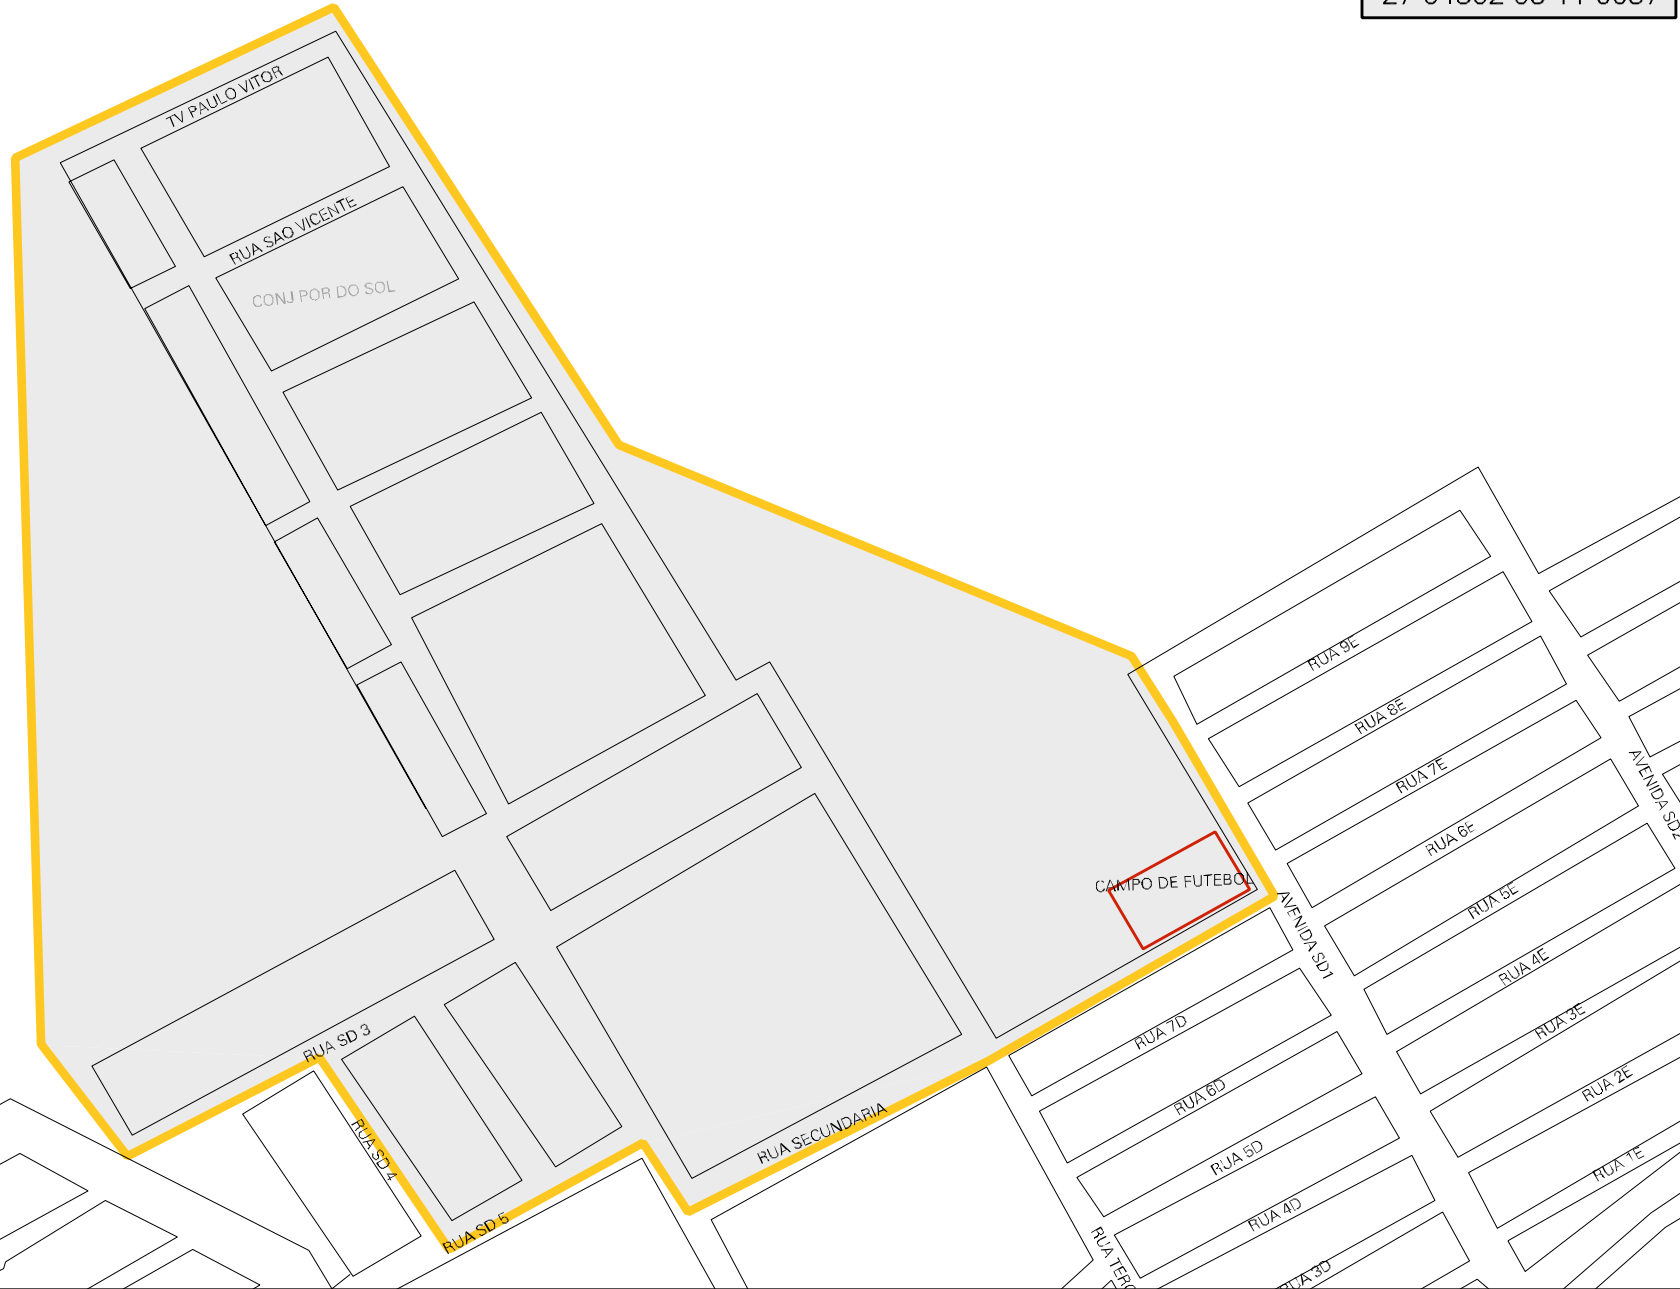 TV PAULO VITOR
RUA SAO VICENTE
CONJ POR DO SOL
RUA 9E
RUA 8E
RUA 7E
AVENIDA SD2
RUA 6E
CAMPO DE FUTEBOL
RUA 5E
AVENIDA SD1
RUA 4E
RUA 3E
RUA 7D
RUA SD 3
RUA 2E
RUA 6D
RUA SECUNDARIA
RUA SD 4
RUA 5D
RUA 1E
RUA 4D
RUA SD 5
RUA 3D